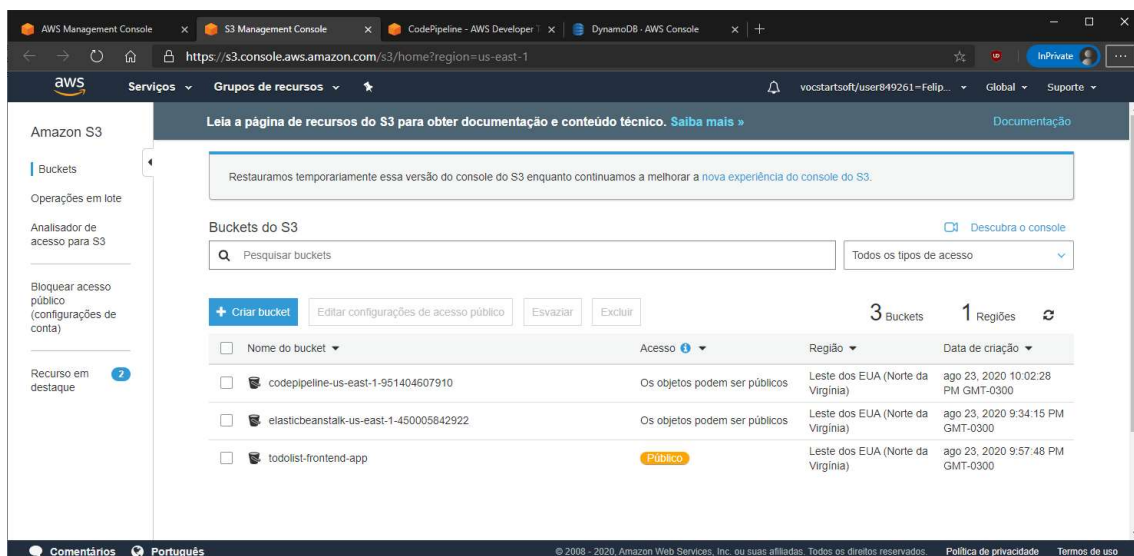 AWS Management Console
S3 Management Console
CodePipeline - AWS Developer T
DynamoDB · AWS Console
https://s3.console.aws.amazon.com/s3/home?region=us-east-1
InPrivate
aws
Serviços
Grupos de recursos
vocstartsoft/user849261=Felip...
Global
Suporte
Amazon S3
Buckets
Operações em lote
Analisador de
acesso para S3
Bloquear acesso
público
(configurações de
conta)
Recurso em
destaque
2
Leia a página de recursos do S3 para obter documentação e conteúdo técnico. Saiba mais »
Documentação
Restauramos temporariamente essa versão do console do S3 enquanto continuamos a melhorar a nova experiência do console do S3.
Buckets do S3
Descubra o console
Pesquisar buckets
Todos os tipos de acesso
+ Criar bucket
Editar configurações de acesso público
Esvaziar
Excluir
3 Buckets
1 Regiões
Nome do bucket
Acesso
Região
Data de criação
codepipeline-us-east-1-951404607910
Os objetos podem ser públicos
Leste dos EUA (Norte da
Virgínia)
ago 23, 2020 10:02:28
PM GMT-0300
elasticbeanstalk-us-east-1-450005842922
Os objetos podem ser públicos
Leste dos EUA (Norte da
Virgínia)
ago 23, 2020 9:34:15 PM
GMT-0300
todolist-frontend-app
Público
Leste dos EUA (Norte da
Virgínia)
ago 23, 2020 9:57:48 PM
GMT-0300
Comentários
Português
© 2008 - 2020, Amazon Web Services, Inc. ou suas afiliadas. Todos os direitos reservados.
Política de privacidade
Termos de uso